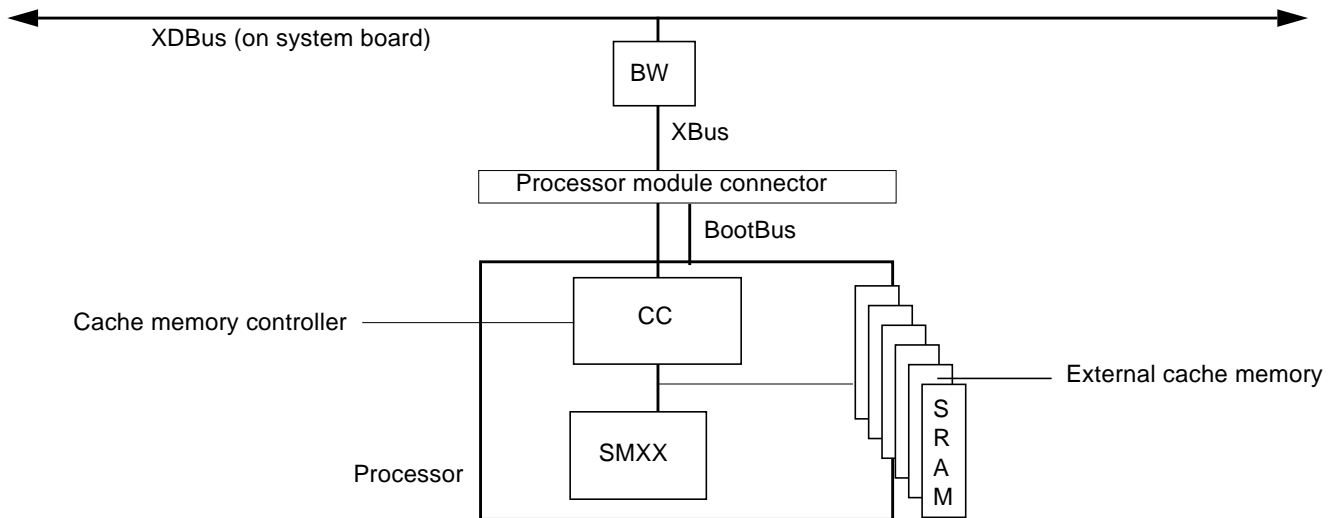 XDBus (on system board)
BW
XBus
Processor module connector
BootBus
Cache memory controller
CC
External cache memory
SMXX
Processor
S
R
A
M